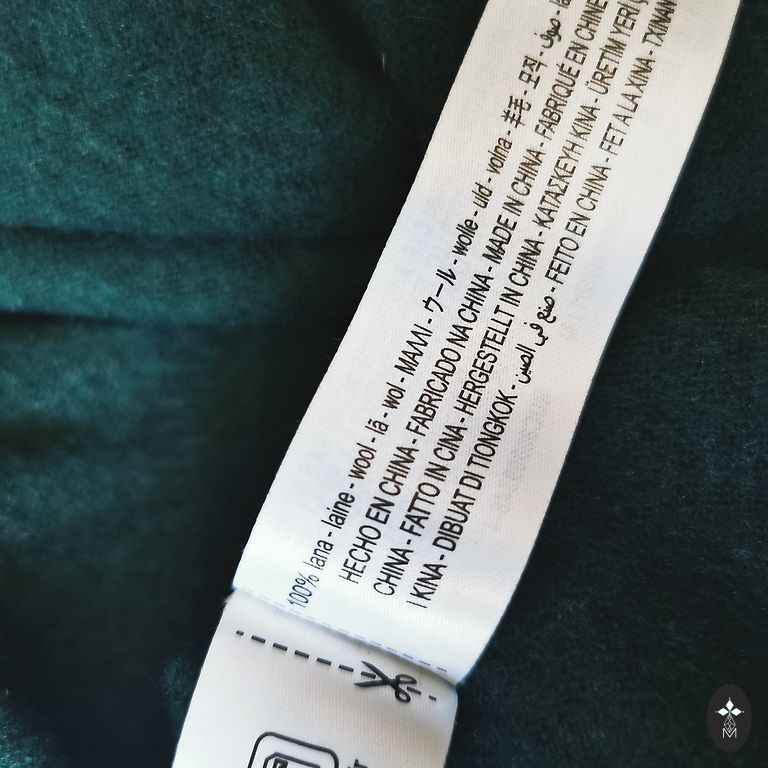 100% lana - laine - wool - lã - wol - ΜΑΛΛΙ - ウール - wolle - uld - volna - 羊毛 - 모직 - صوف -
HECHO EN CHINA - FABRICADO NA CHINA - MADE IN CHINA - FABRIQUÉ EN CHINE
CHINA - FATTO IN CINA - HERGESTELLT IN CHINA - ΚΑΤΑΣΚΕΥΗ ΚΙΝΑ - ÜRETİM YERİ
I KINA - DIBUAT DI TIONGKOK - صنع في الصين - FEITO EN CHINA - FET A LA XINA -
M